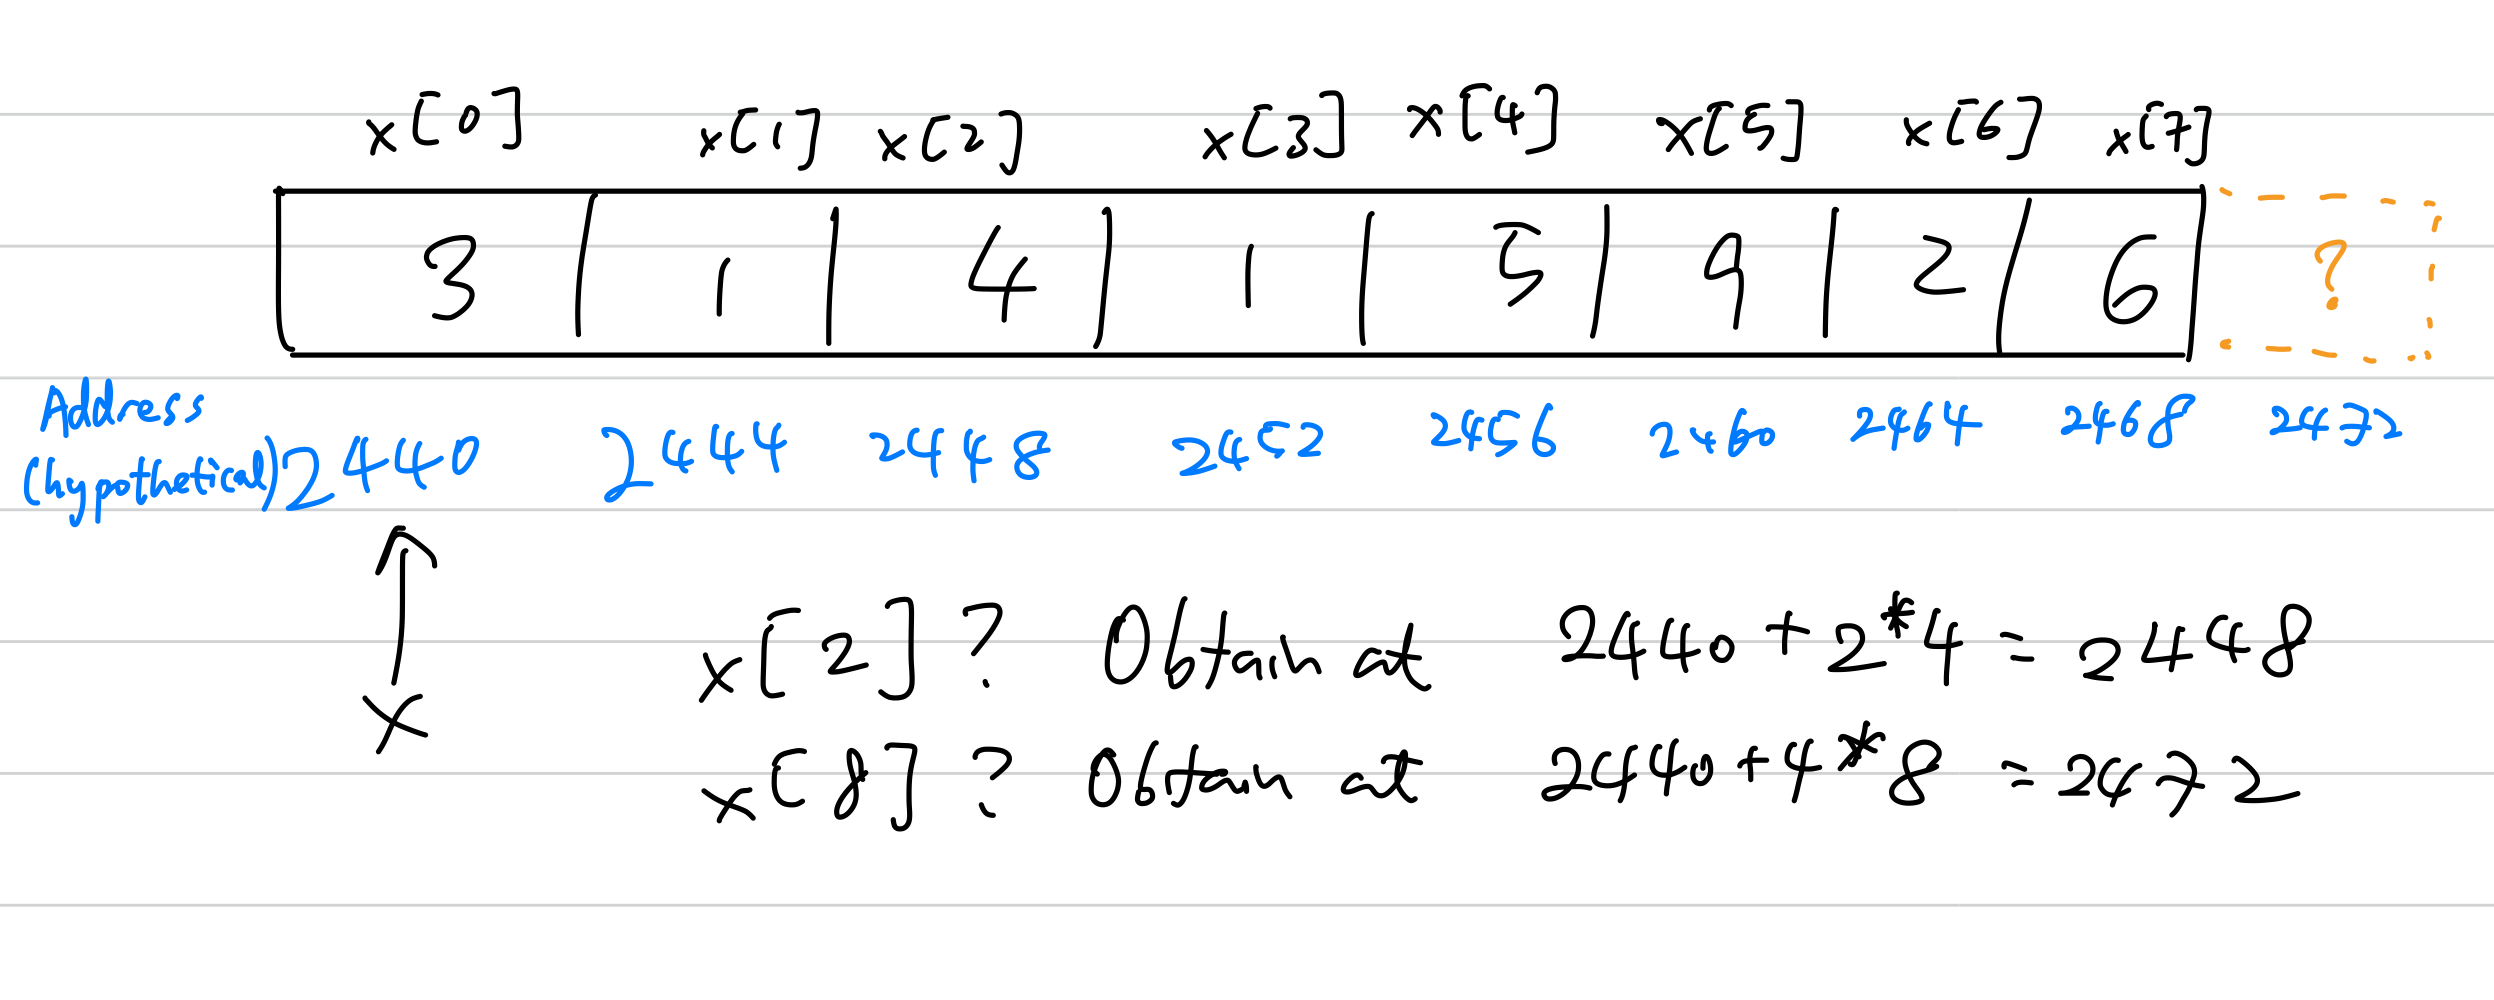 x[0] x[1] x[2] x[3] x[4] x[5] x[6] x[7]
3 1 4 1 5 9 2 6 ?
Address
(hypothetical) 2440 2444 2448 2452 2456 2460 2464 2468 2472
x[2]? Obtain at 2440 + 2*4 = 2448
x
x[8]? Obtain at 2440 + 4*8 = 2472